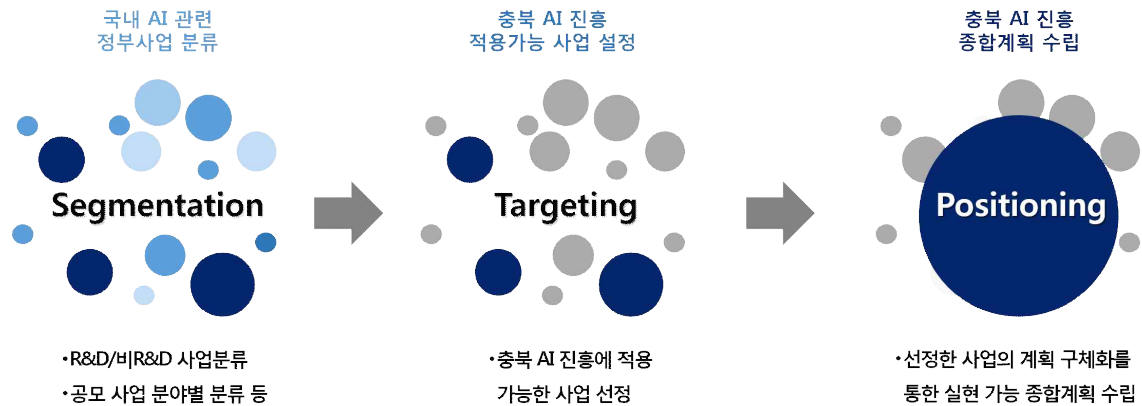 국내 AI 관련
정부사업 분류
Segmentation
·R&D/비R&D 사업분류
·공모 사업 분야별 분류 등
충북 AI 진흥
적용가능 사업 설정
Targeting
·충북 AI 진흥에 적용
가능한 사업 선정
충북 AI 진흥
종합계획 수립
Positioning
·선정한 사업의 계획 구체화를
통한 실현 가능 종합계획 수립